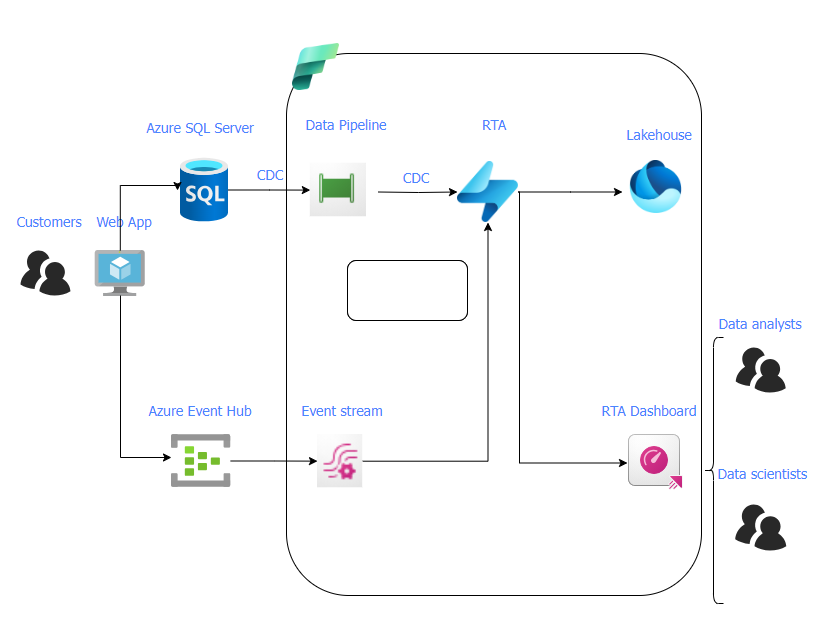 Azure SQL Server
Data Pipeline
RTA
Lakehouse
SQL
CDC
CDC
Customers
Web App
Data analysts
Azure Event Hub
Event stream
RTA Dashboard
Data scientists